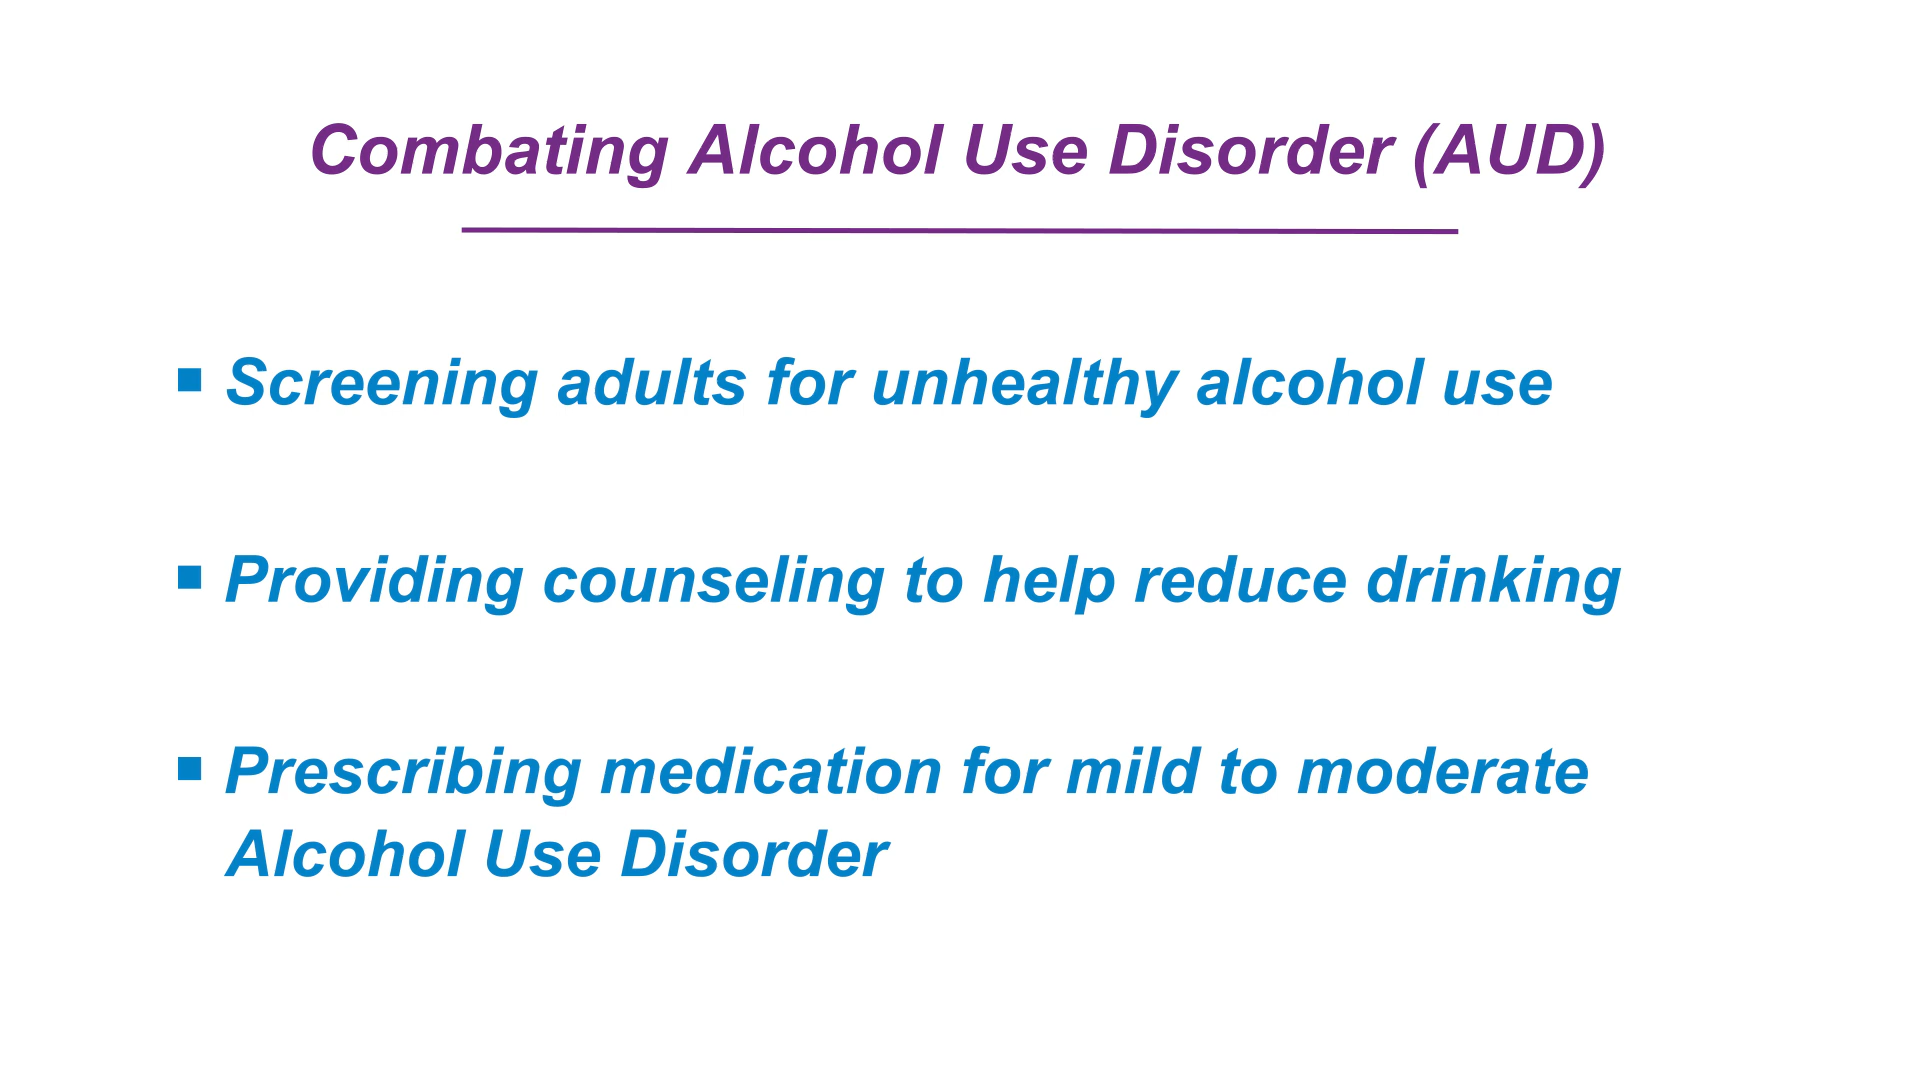 Combating Alcohol Use Disorder (AUD)
▪ Screening adults for unhealthy alcohol use
▪ Providing counseling to help reduce drinking
▪ Prescribing medication for mild to moderate
Alcohol Use Disorder